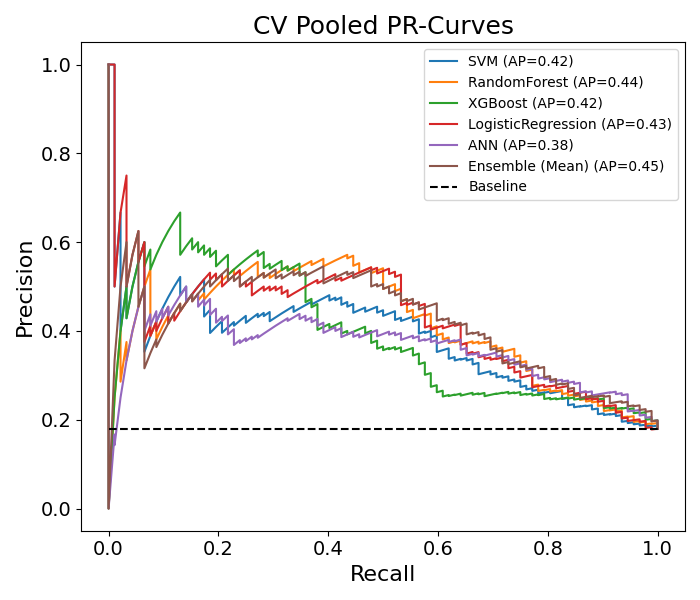 CV Pooled PR-Curves
SVM (AP=0.42)
RandomForest (AP=0.44)
XGBoost (AP=0.42)
LogisticRegression (AP=0.43)
ANN (AP=0.38)
Ensemble (Mean) (AP=0.45)
Baseline
Precision
1.0
0.8
0.6
0.4
0.2
0.0
0.0 0.2 0.4 0.6 0.8 1.0
Recall